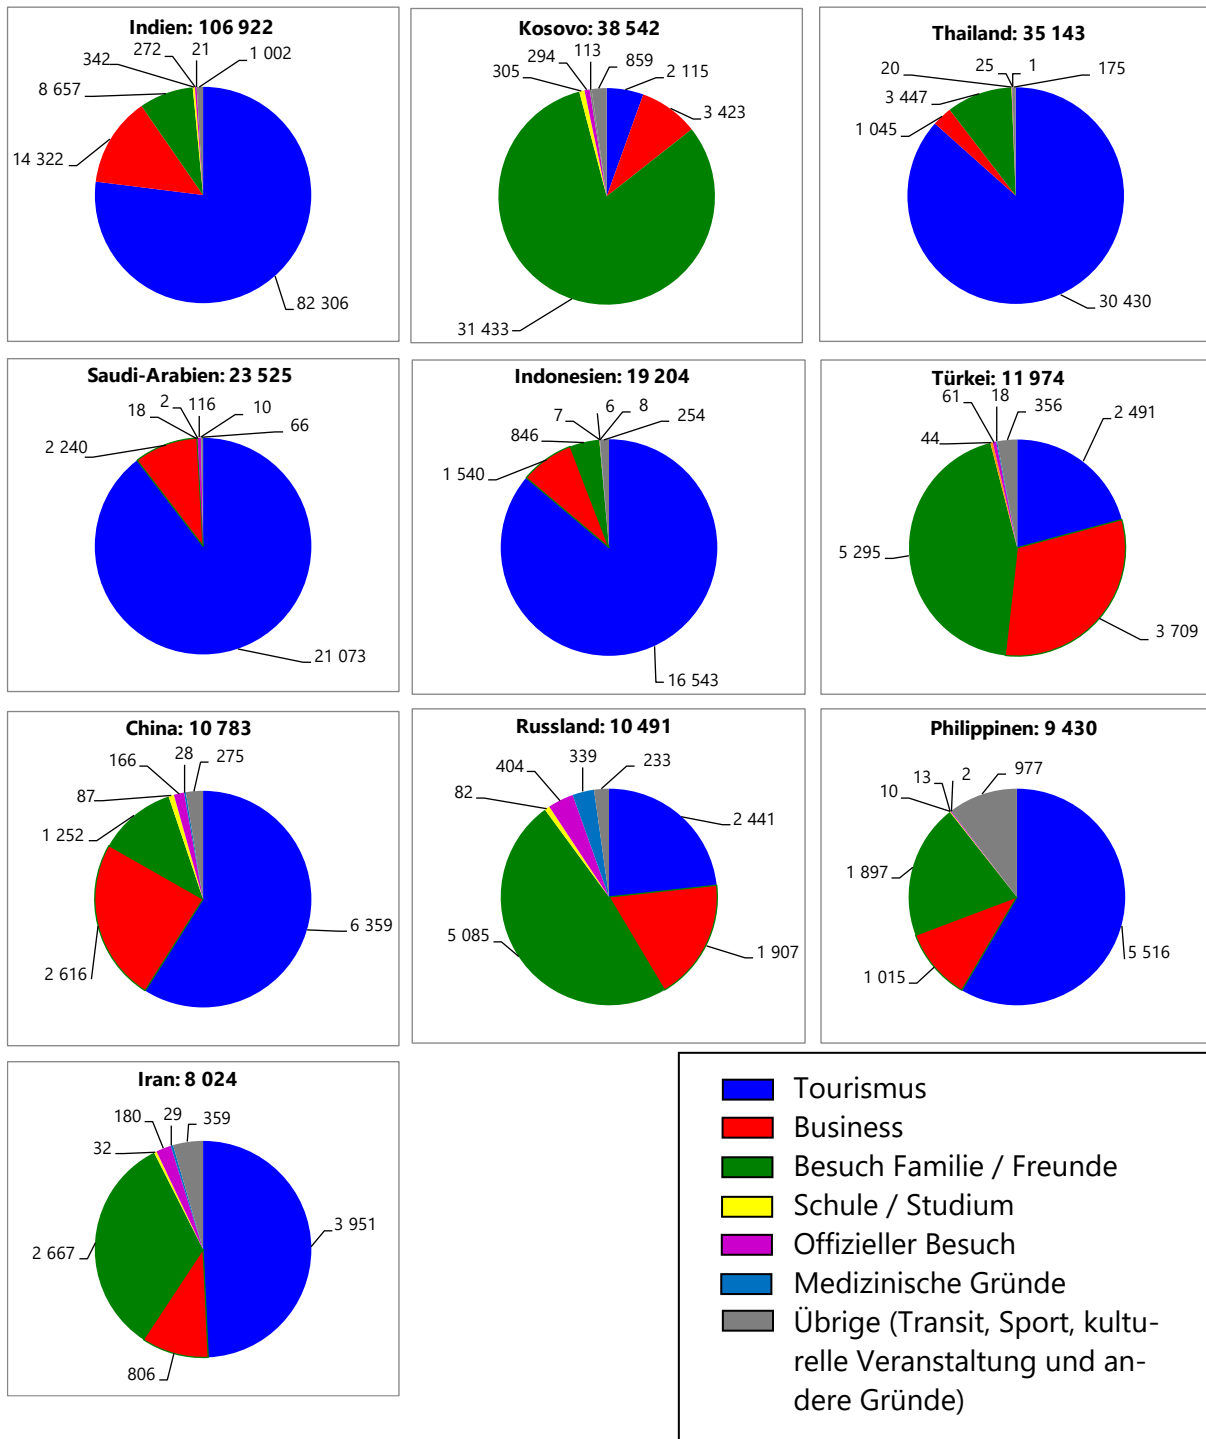 Indien: 106 922
272 21 1 002
342
8 657
14 322
82 306
Kosovo: 38 542
294 113 859
305 2 115
3 423
31 433
Thailand: 35 143
20 25 1 175
3 447
1 045
30 430
Saudi-Arabien: 23 525
18 2 116 10
66
2 240
21 073
Indonesien: 19 204
7 6 8 254
846
1 540
16 543
Türkei: 11 974
61 18 356 2 491
44
5 295
3 709
China: 10 783
166 28 275
87
1 252
6 359
2 616
Russland: 10 491
404 339 233
82
2 441
5 085
1 907
Philippinen: 9 430
13 2 977
10
1 897
5 516
1 015
Iran: 8 024
180 29 359
32
3 951
2 667
806
Tourismus
Business
Besuch Familie / Freunde
Schule / Studium
Offizieller Besuch
Medizinische Gründe
Übrige (Transit, Sport, kultu-
relle Veranstaltung und an-
dere Gründe)